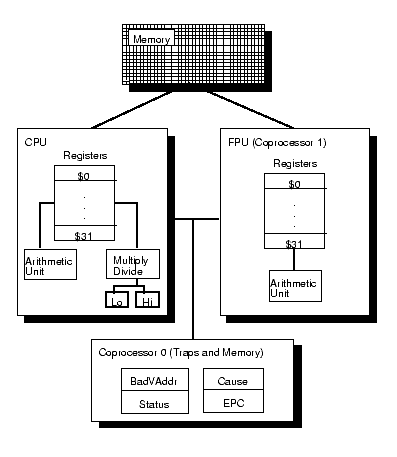 Memory
CPU
Registers
$0
.
.
.
$31
Arithmetic
Unit
Multiply
Divide
Lo
Hi
FPU (Coprocessor 1)
Registers
$0
.
.
.
$31
Arithmetic
Unit
Coprocessor 0 (Traps and Memory)
BadVAddr
Cause
Status
EPC